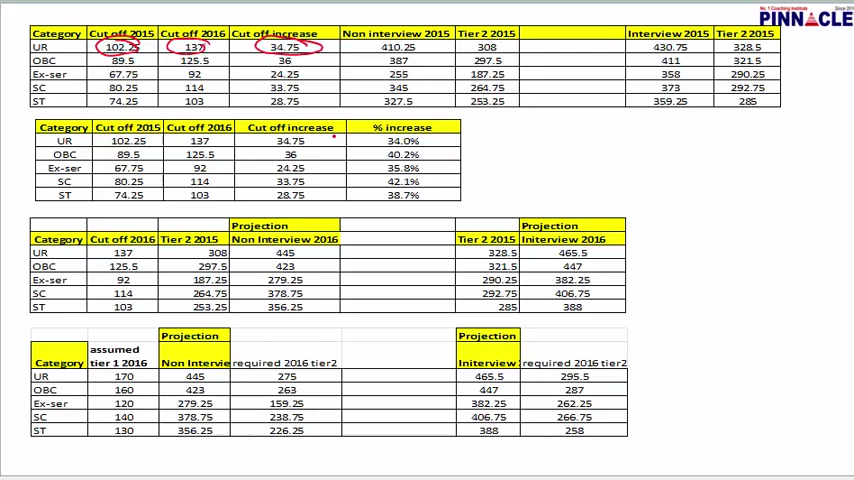 No. 1 Coaching Institute Since 201
PINNACLE
Category Cut off 2015 Cut off 2016 Cut off increase Non interview 2015 Tier 2 2015 Interview 2015 Tier 2 2015
UR 102.25 137 34.75 410.25 308 430.75 328.5
OBC 89.5 125.5 36 387 297.5 411 321.5
Ex-ser 67.75 92 24.25 255 187.25 358 290.25
SC 80.25 114 33.75 345 264.75 373 292.75
ST 74.25 103 28.75 327.5 253.25 359.25 285
Category Cut off 2015 Cut off 2016 Cut off increase % increase
UR 102.25 137 34.75 34.0%
OBC 89.5 125.5 36 40.2%
Ex-ser 67.75 92 24.25 35.8%
SC 80.25 114 33.75 42.1%
ST 74.25 103 28.75 38.7%
Projection Projection
Category Cut off 2016 Tier 2 2015 Non Interview 2016 Tier 2 2015 Initerview 2016
UR 137 308 445 328.5 465.5
OBC 125.5 297.5 423 321.5 447
Ex-ser 92 187.25 279.25 290.25 382.25
SC 114 264.75 378.75 292.75 406.75
ST 103 253.25 356.25 285 388
Projection Projection
assumed
Category tier 1 2016 Non Intervie required 2016 tier2 Initerview required 2016 tier2
UR 170 445 275 465.5 295.5
OBC 160 423 263 447 287
Ex-ser 120 279.25 159.25 382.25 262.25
SC 140 378.75 238.75 406.75 266.75
ST 130 356.25 226.25 388 258